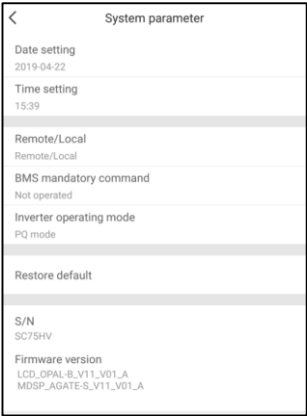 System parameter
Date setting
2019-04-22
Time setting
15:39
Remote/Local
Remote/Local
BMS mandatory command
Not operated
Inverter operating mode
PQ mode
Restore default
S/N
SC75HV
Firmware version
LCD_OPAL-B_V11_V01_A
MDSP_AGATE-S_V11_V01_A